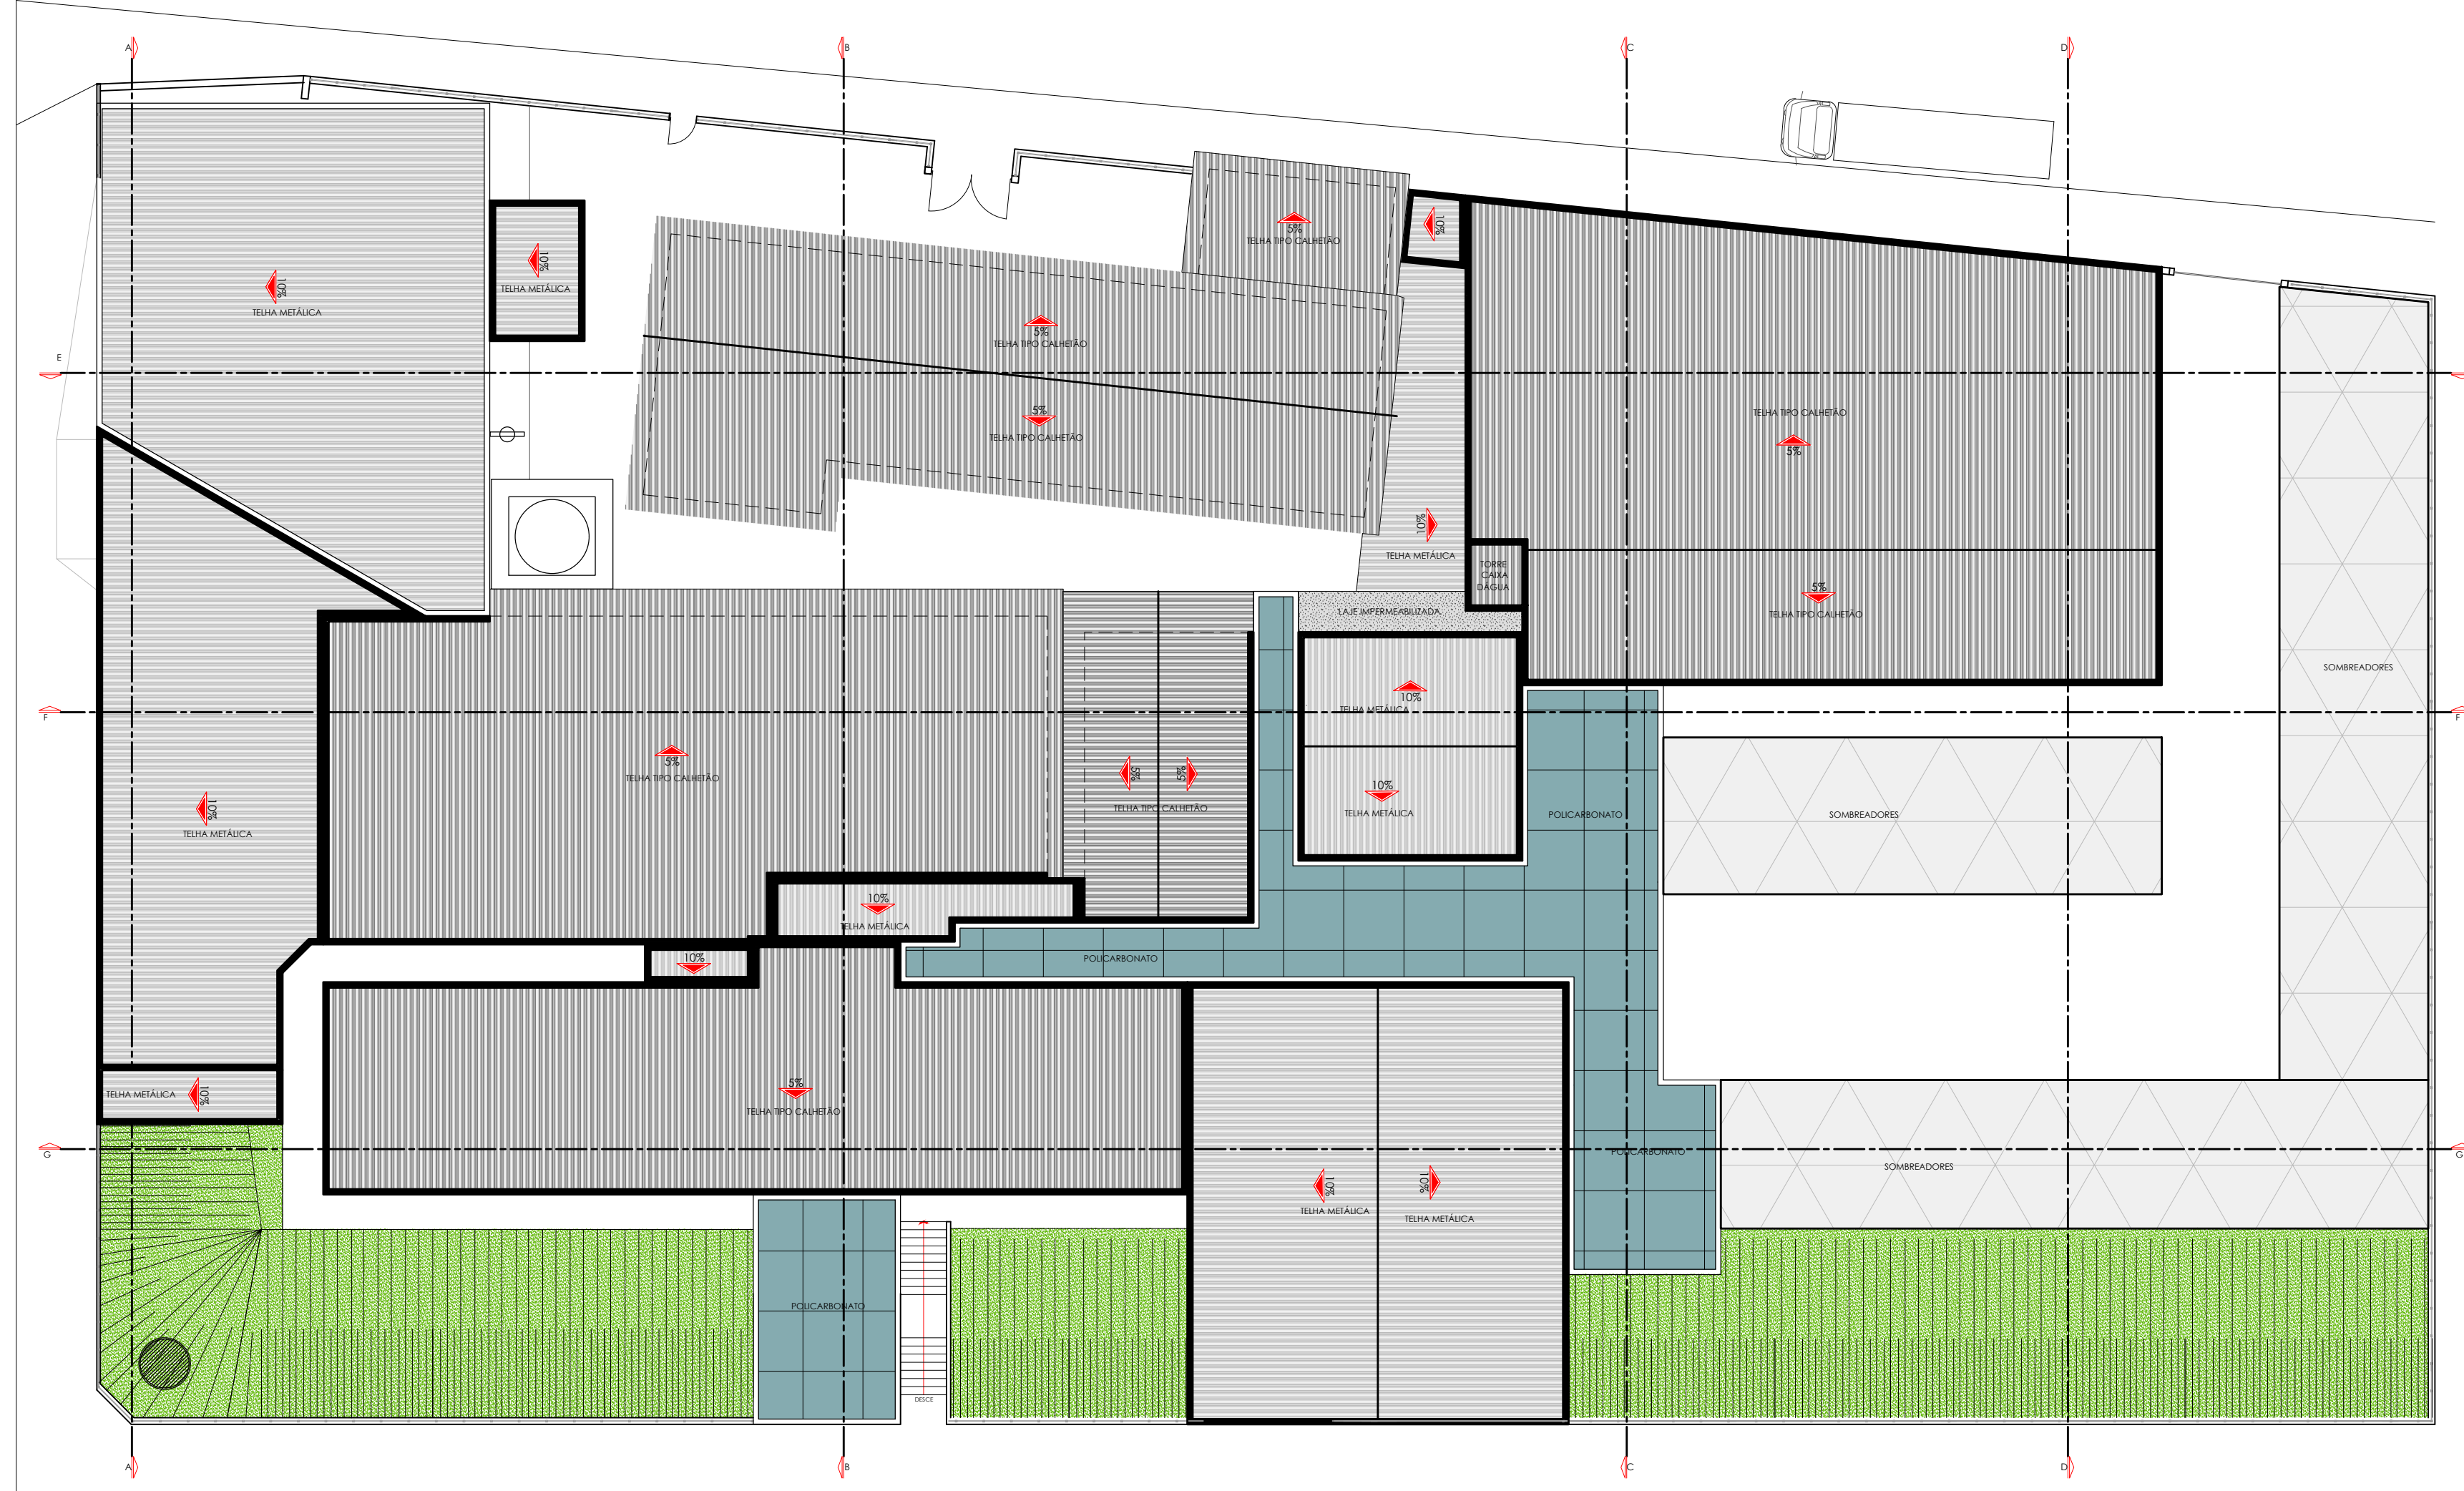 A
B
C
D
5%
TELHA TIPO CALHETÃO
10%
10%
TELHA METÁLICA
10%
TELHA METÁLICA
5%
TELHA TIPO CALHETÃO
E
5%
TELHA TIPO CALHETÃO
TELHA TIPO CALHETÃO
5%
10%
TELHA METÁLICA
TORRE
CAIXA
DÁGUA
5%
TELHA TIPO CALHETÃO
LAJE IMPERMEABILIZADA
SOMBREADORES
10%
TELHA METÁLICA
F
F
5%
TELHA TIPO CALHETÃO
5%
5%
TELHA TIPO CALHETÃO
10%
TELHA METÁLICA
POLICARBONATO
SOMBREADORES
10%
TELHA METÁLICA
10%
TELHA METÁLICA
10%
POLICARBONATO
5%
TELHA TIPO CALHETÃO
TELHA METÁLICA
10%
G
POLICARBONATO
G
SOMBREADORES
10%
TELHA METÁLICA
10%
TELHA METÁLICA
POLICARBONATO
DESCE
A
B
C
D